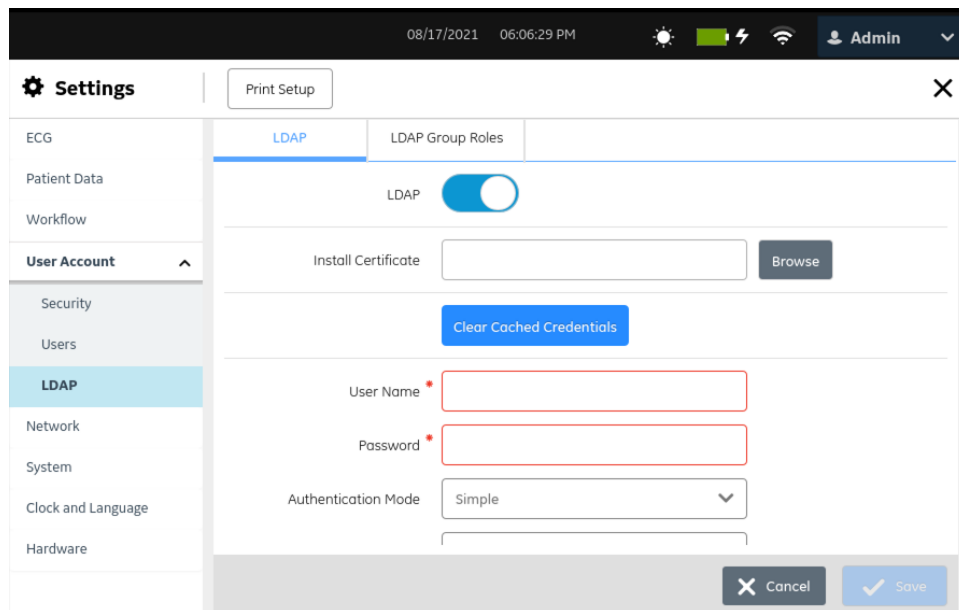 08/17/2021 06:06:29 PM Admin
Settings Print Setup
ECG
Patient Data
Workflow
User Account
Security
Users
LDAP
Network
System
Clock and Language
Hardware
LDAP LDAP Group Roles
LDAP
Install Certificate Browse
Clear Cached Credentials
User Name *
Password *
Authentication Mode Simple
Cancel Save